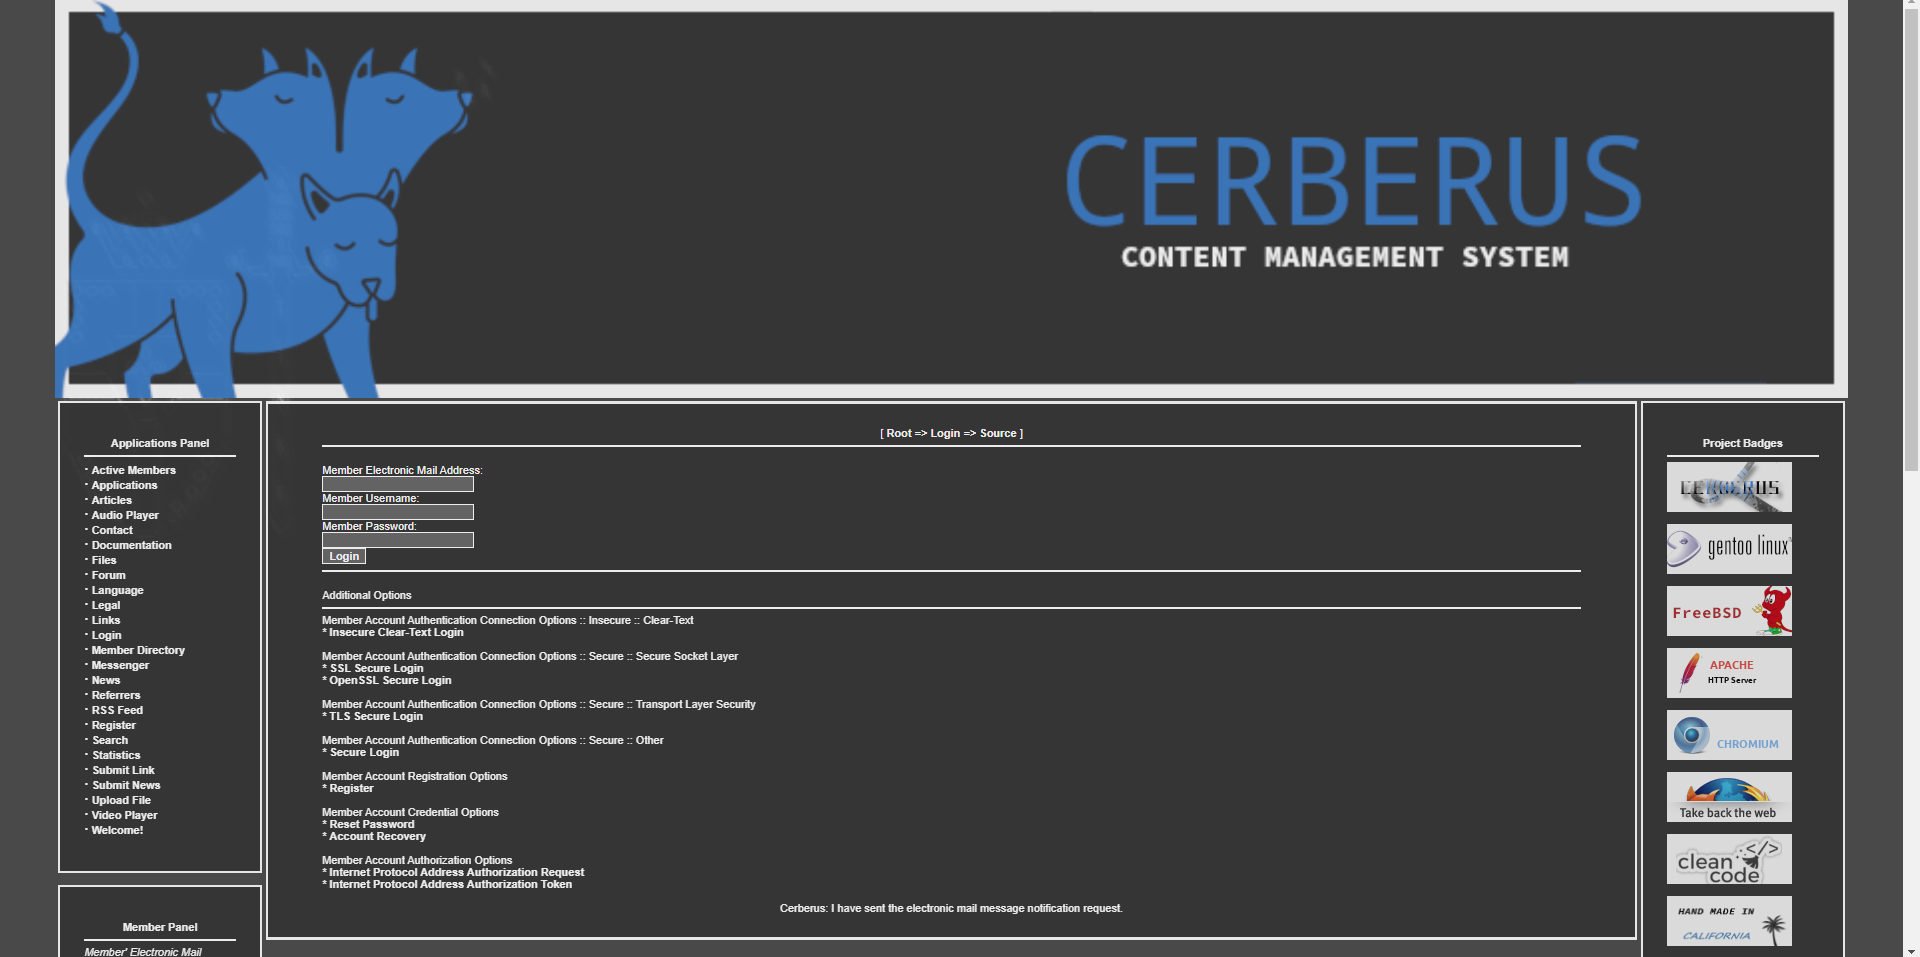 CERBERUS
CONTENT MANAGEMENT SYSTEM
Applications Panel
· Active Members
· Applications
· Articles
· Audio Player
· Contact
· Documentation
· Files
· Forum
· Language
· Legal
· Links
· Login
· Member Directory
· Messenger
· News
· Referrers
· RSS Feed
· Register
· Search
· Statistics
· Submit Link
· Submit News
· Upload File
· Video Player
· Welcome!
Member Panel
Member' Electronic Mail
[ Root => Login => Source ]
Member Electronic Mail Address:
Member Username:
Member Password:
Login
Additional Options
Member Account Authentication Connection Options :: Insecure :: Clear-Text
* Insecure Clear-Text Login
Member Account Authentication Connection Options :: Secure :: Secure Socket Layer
* SSL Secure Login
* OpenSSL Secure Login
Member Account Authentication Connection Options :: Secure :: Transport Layer Security
* TLS Secure Login
Member Account Authentication Connection Options :: Secure :: Other
* Secure Login
Member Account Registration Options
* Register
Member Account Credential Options
* Reset Password
* Account Recovery
Member Account Authorization Options
* Internet Protocol Address Authorization Request
* Internet Protocol Address Authorization Token
Cerberus: I have sent the electronic mail message notification request.
Project Badges
CERBERUS
gentoo linux
FreeBSD
APACHE
HTTP Server
CHROMIUM
Take back the web
clean </>
code
HAND MADE IN
CALIFORNIA